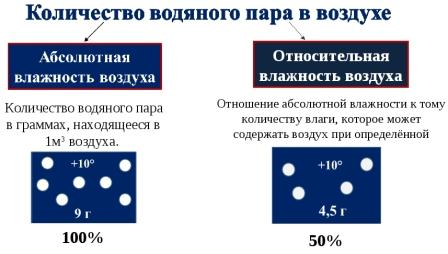 Количество водяного пара в воздухе
Абсолютная
влажность воздуха
Количество водяного пара
в граммах, находящееся в
1м³ воздуха.
+10°
9 г
100%
Относительная
влажность воздуха
Отношение абсолютной влажности к тому
количеству влаги, которое может
содержать воздух при определённой
+10°
4,5 г
50%